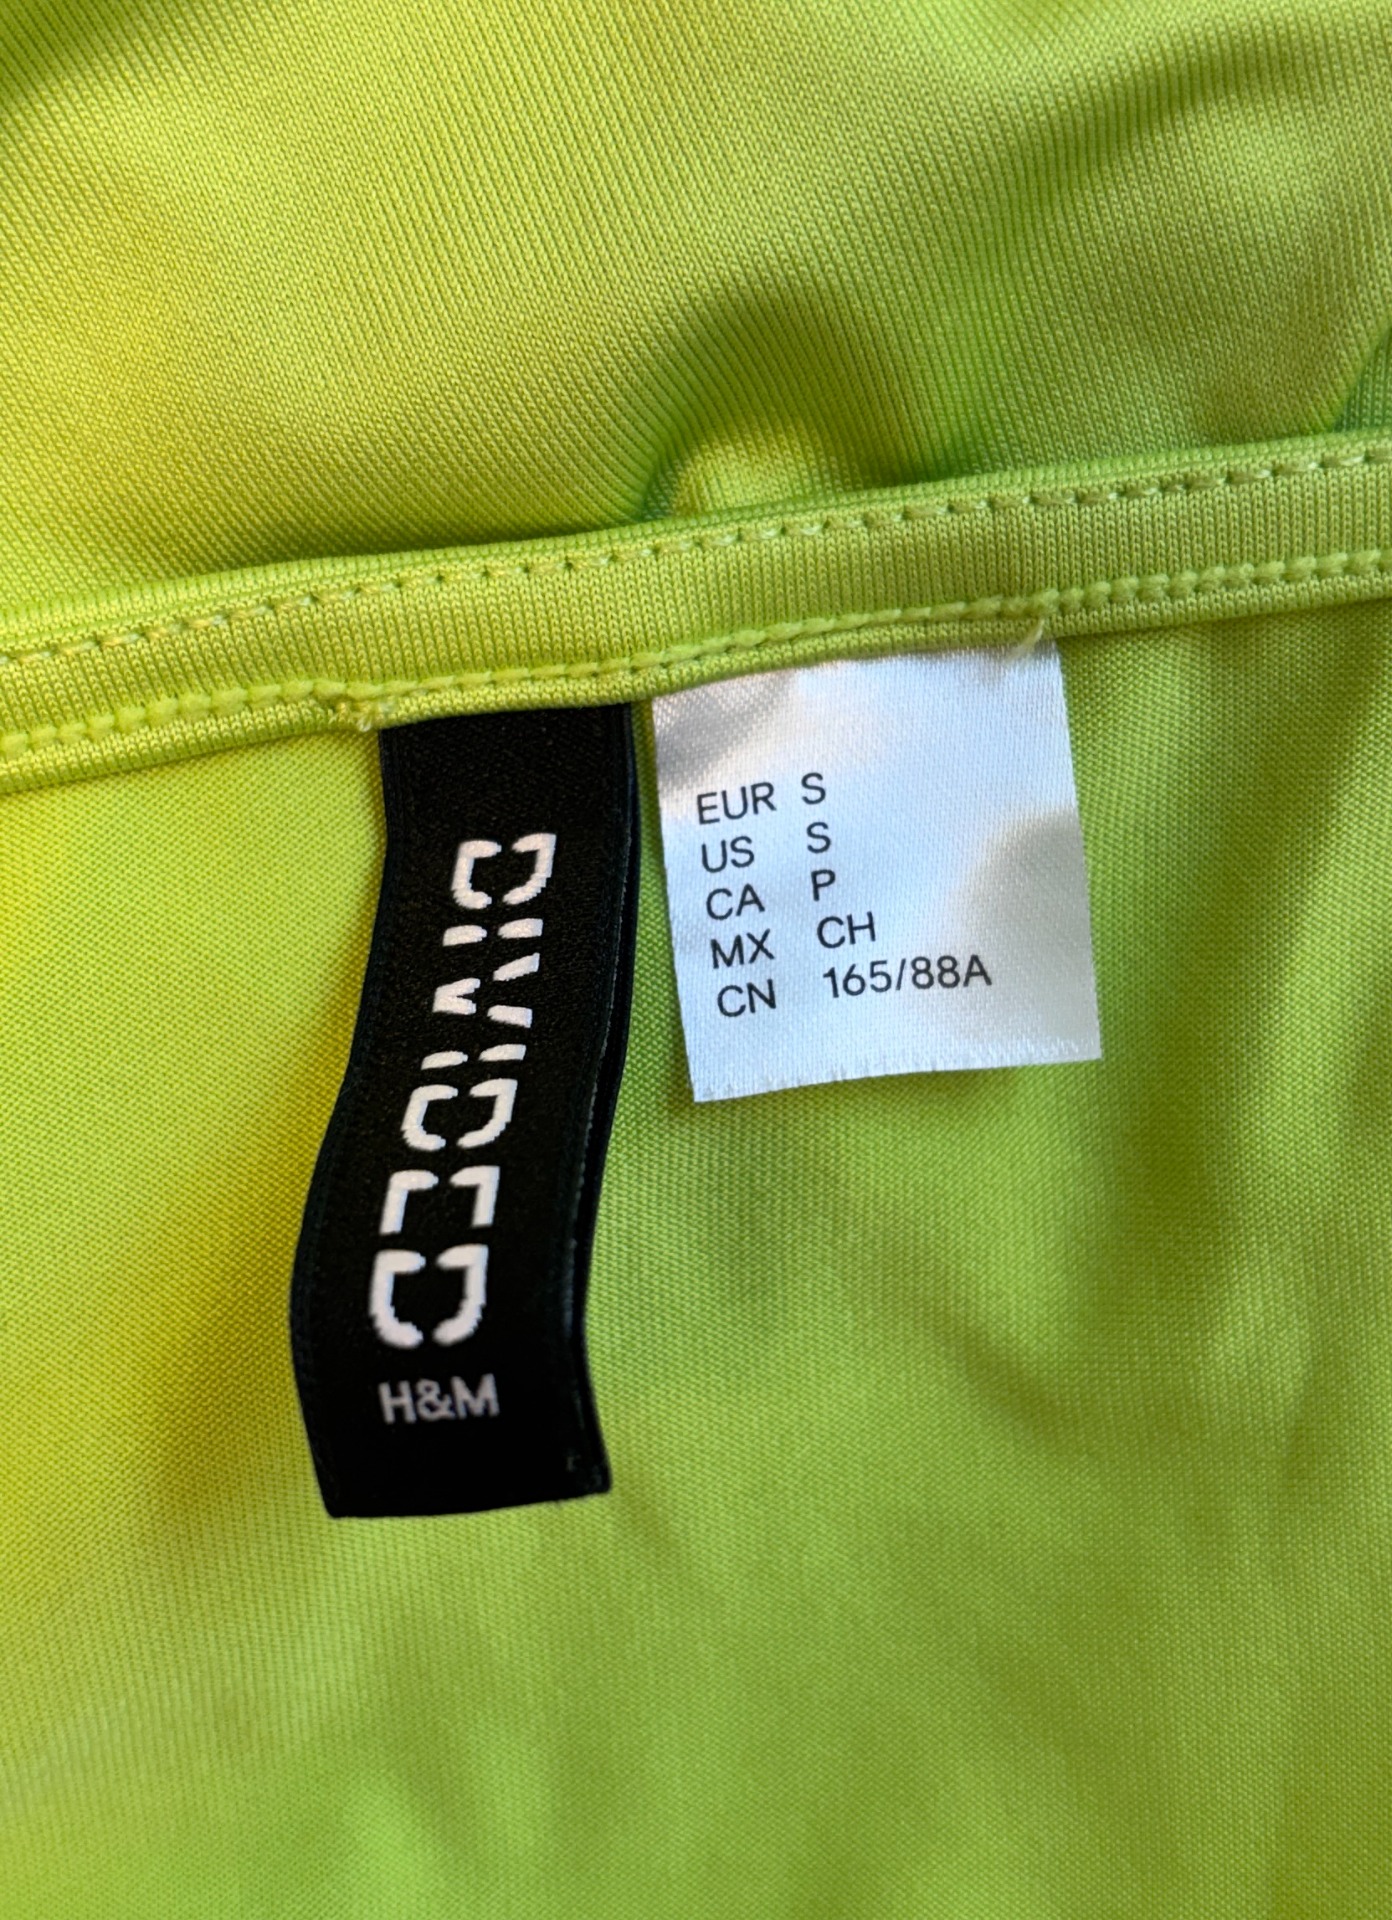 DIVIDED
H&M
EUR S
US S
CA P
MX CH
CN 165/88A